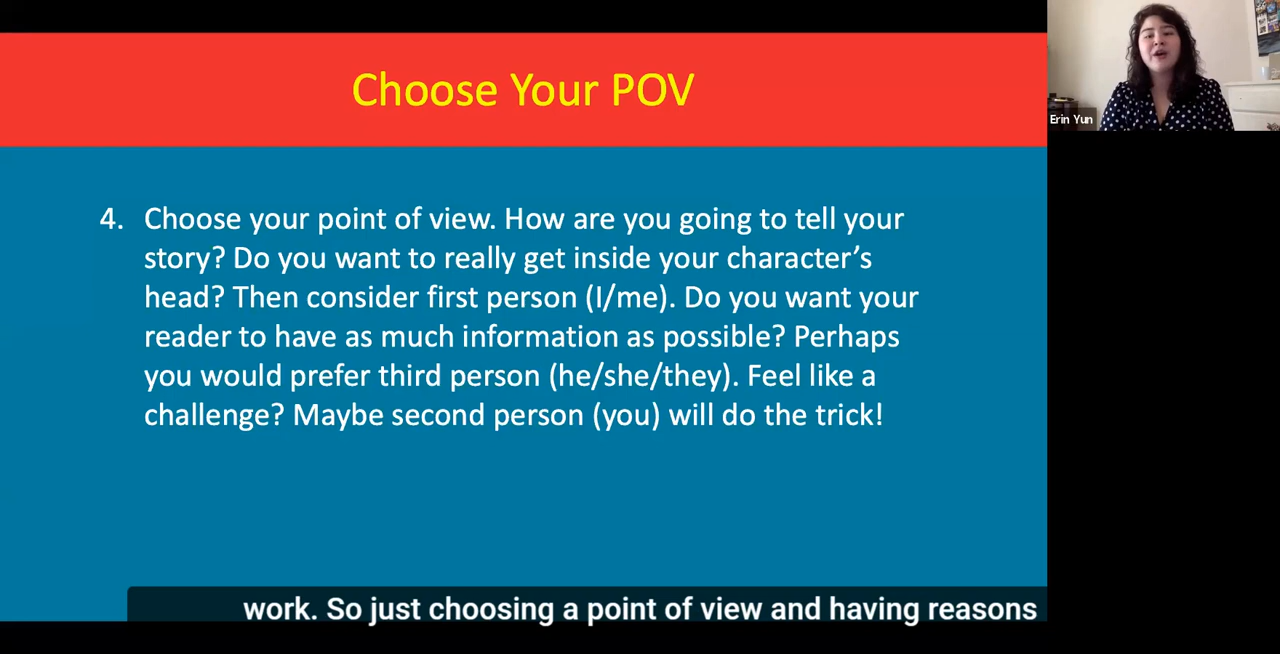 Choose Your POV
Erin Yun
4. Choose your point of view. How are you going to tell your
story? Do you want to really get inside your character’s
head? Then consider first person (I/me). Do you want your
reader to have as much information as possible? Perhaps
you would prefer third person (he/she/they). Feel like a
challenge? Maybe second person (you) will do the trick!
work. So just choosing a point of view and having reasons